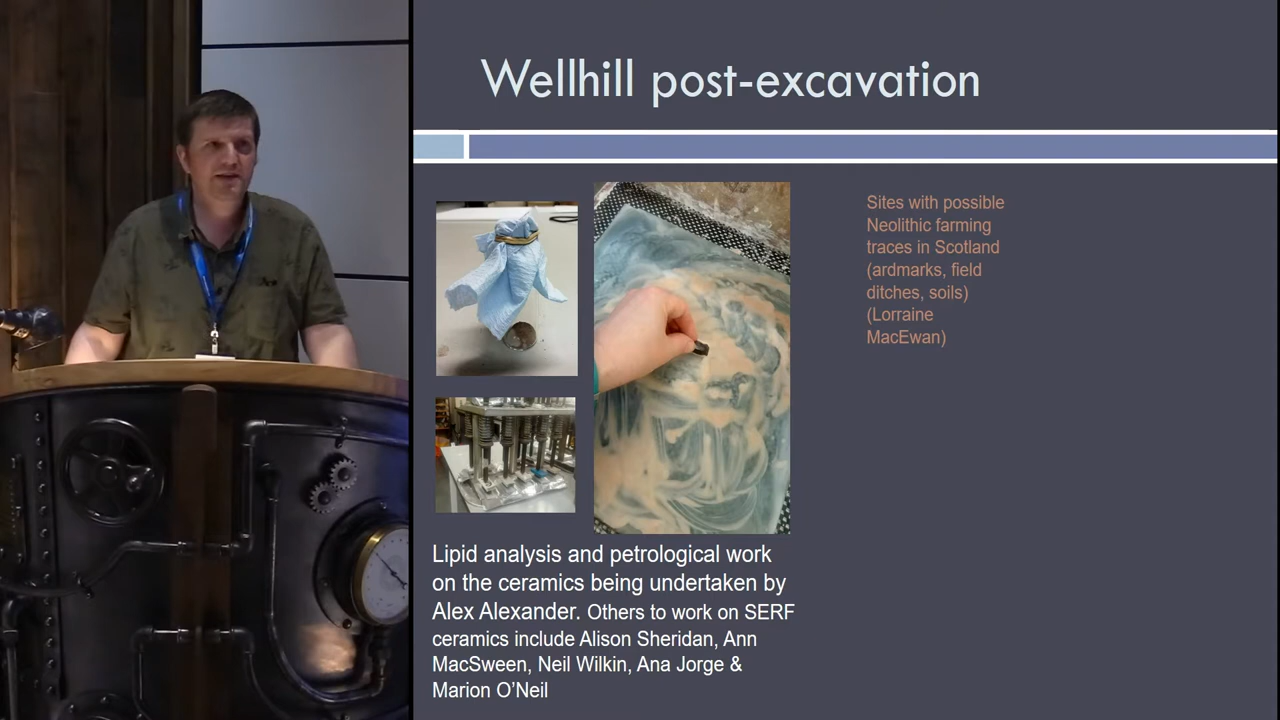 Wellhill post-excavation
Sites with possible
Neolithic farming
traces in Scotland
(ardmarks, field
ditches, soils)
(Lorraine
MacEwan)
Lipid analysis and petrological work
on the ceramics being undertaken by
Alex Alexander. Others to work on SERF
ceramics include Alison Sheridan, Ann
MacSween, Neil Wilkin, Ana Jorge &
Marion O’Neil